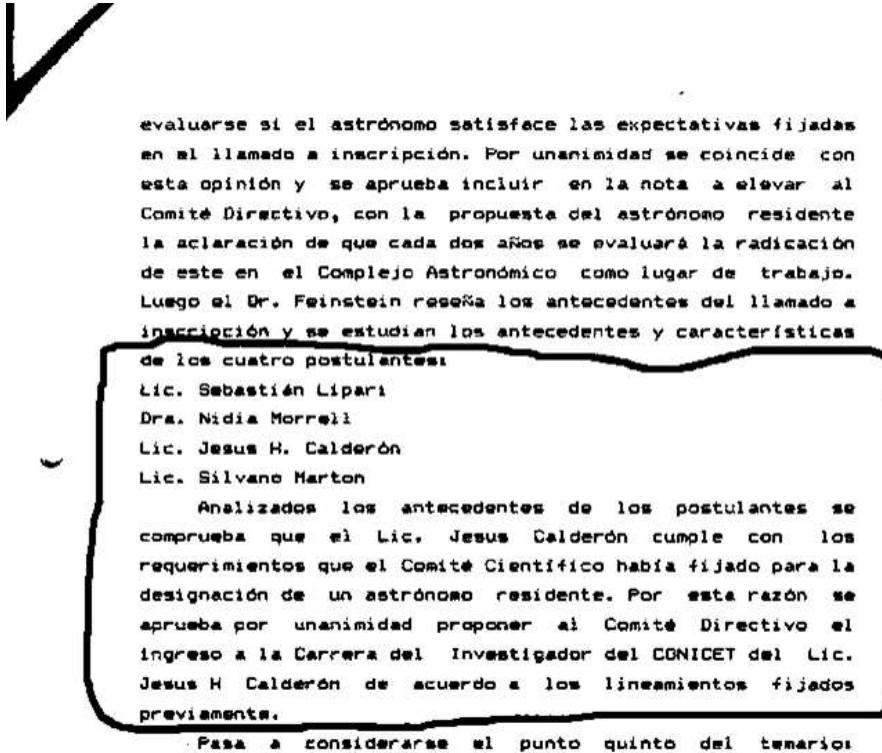 evaluarse si el astrónomo satisface las expectativas fijadas
en el llamado a inscripción. Por unanimidad se coincide con
esta opinión y se aprueba incluir en la nota a elevar al
Comité Directivo, con la propuesta del astrónomo residente
la aclaración de que cada dos años se evaluará la radicación
de este en el Complejo Astronómico como lugar de trabajo.
Luego el Dr. Feinstein reseña los antecedentes del llamado a
inscripción y se estudian los antecedentes y características
de los cuatro postulantes:
Lic. Sebastián Lipari
Dra. Nidia Morrell
Lic. Jesus H. Calderón
Lic. Silvano Marton
Analizados los antecedentes de los postulantes se
comprueba que el Lic. Jesus Calderón cumple con los
requerimientos que el Comité Científico había fijado para la
designación de un astrónomo residente. Por esta razón se
aprueba por unanimidad proponer al Comité Directivo el
ingreso a la Carrera del Investigador del CONICET del Lic.
Jesus H Calderón de acuerdo a los lineamientos fijados
previamente.
Pasa a considerarse el punto quinto del temario: